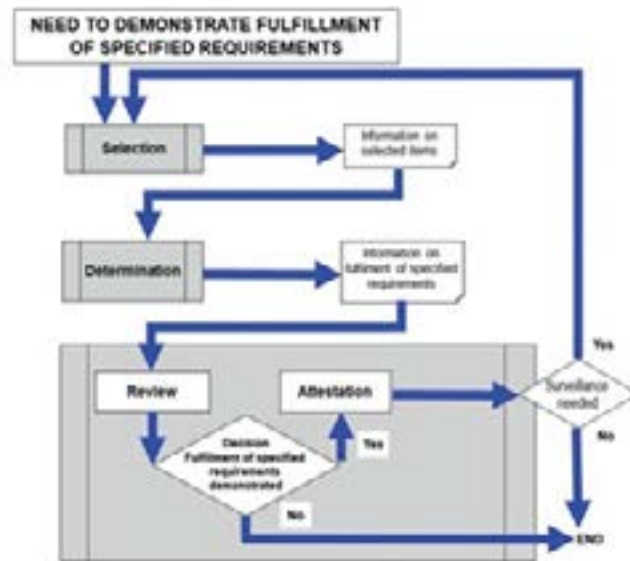 NEED TO DEMONSTRATE FULFILLMENT
OF SPECIFIED REQUIREMENTS
Selection
Information on
selected items
Determination
Information on
fulfilment of specified
requirements
Review
Attestation
Yes
Surveillance
needed
No
Decision
Fulfilment of specified
requirements
demonstrated
Yes
No
END